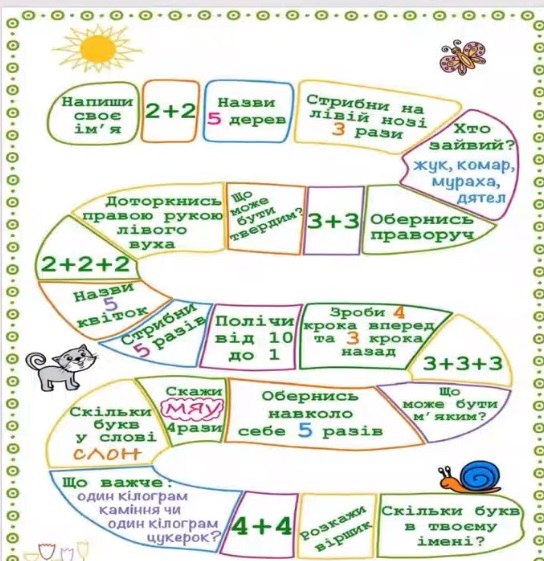 Напиши
своє
ім'я
2+2
Назви
5 дерев
Стрибни на
лівій нозі
3 рази
Хто
зайвий?
жук, комар,
мураха,
дятел
Обернись
праворуч
3+3
Що
може
бути
твердим?
Доторкнись
правою рукою
лівого
вуха
2+2+2
Назви
5
квіток
Стрибни
5 разів
Полічи
від 10
до 1
Зроби 4
крока вперед
та 3 крока
назад
3+3+3
Що
може бути
м'яким?
Обернись
навколо
себе 5 разів
Скажи
МЯУ
4рази
Скільки
букв
у слові
СЛОН
Що важче:
один кілограм
каміння чи
один кілограм
цукерок?
4+4
Розкажи
віршик
Скільки букв
в твоєму
імені?